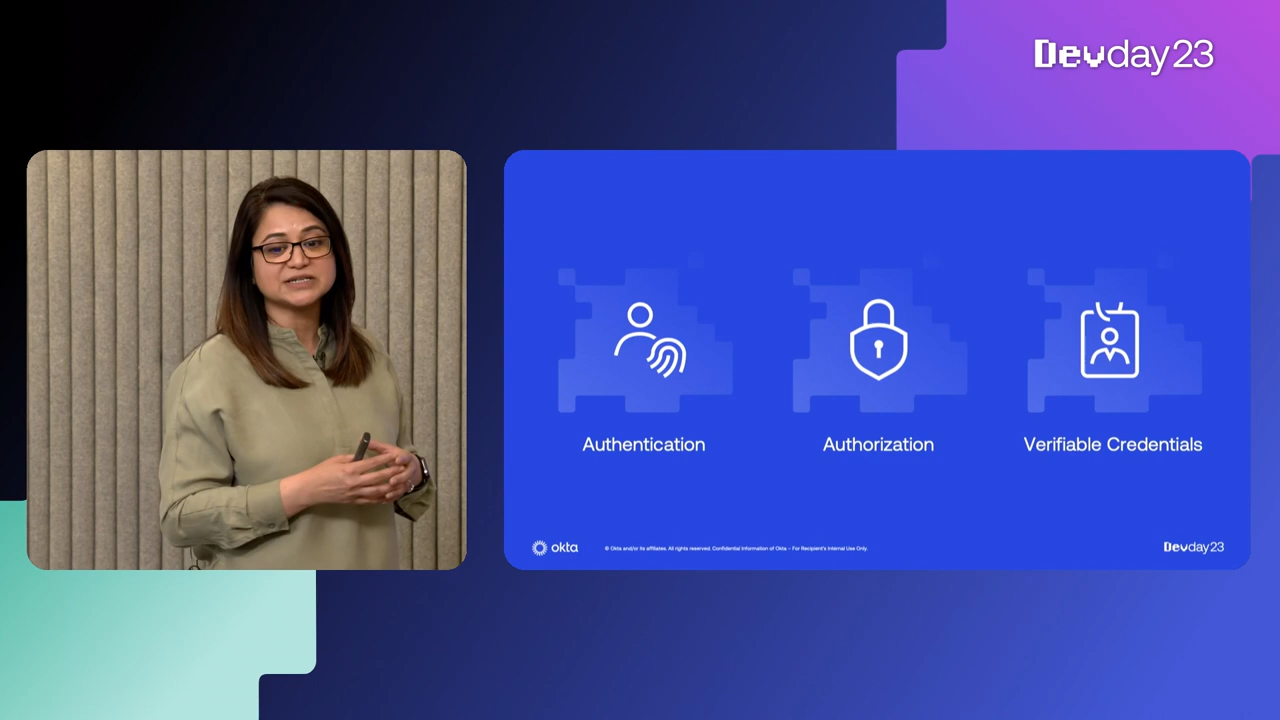 Devday23
Authentication
Authorization
Verifiable Credentials
okta
© Okta and/or its affiliates. All rights reserved. Confidential Information of Okta – For Recipient's Internal Use Only.
Devday23